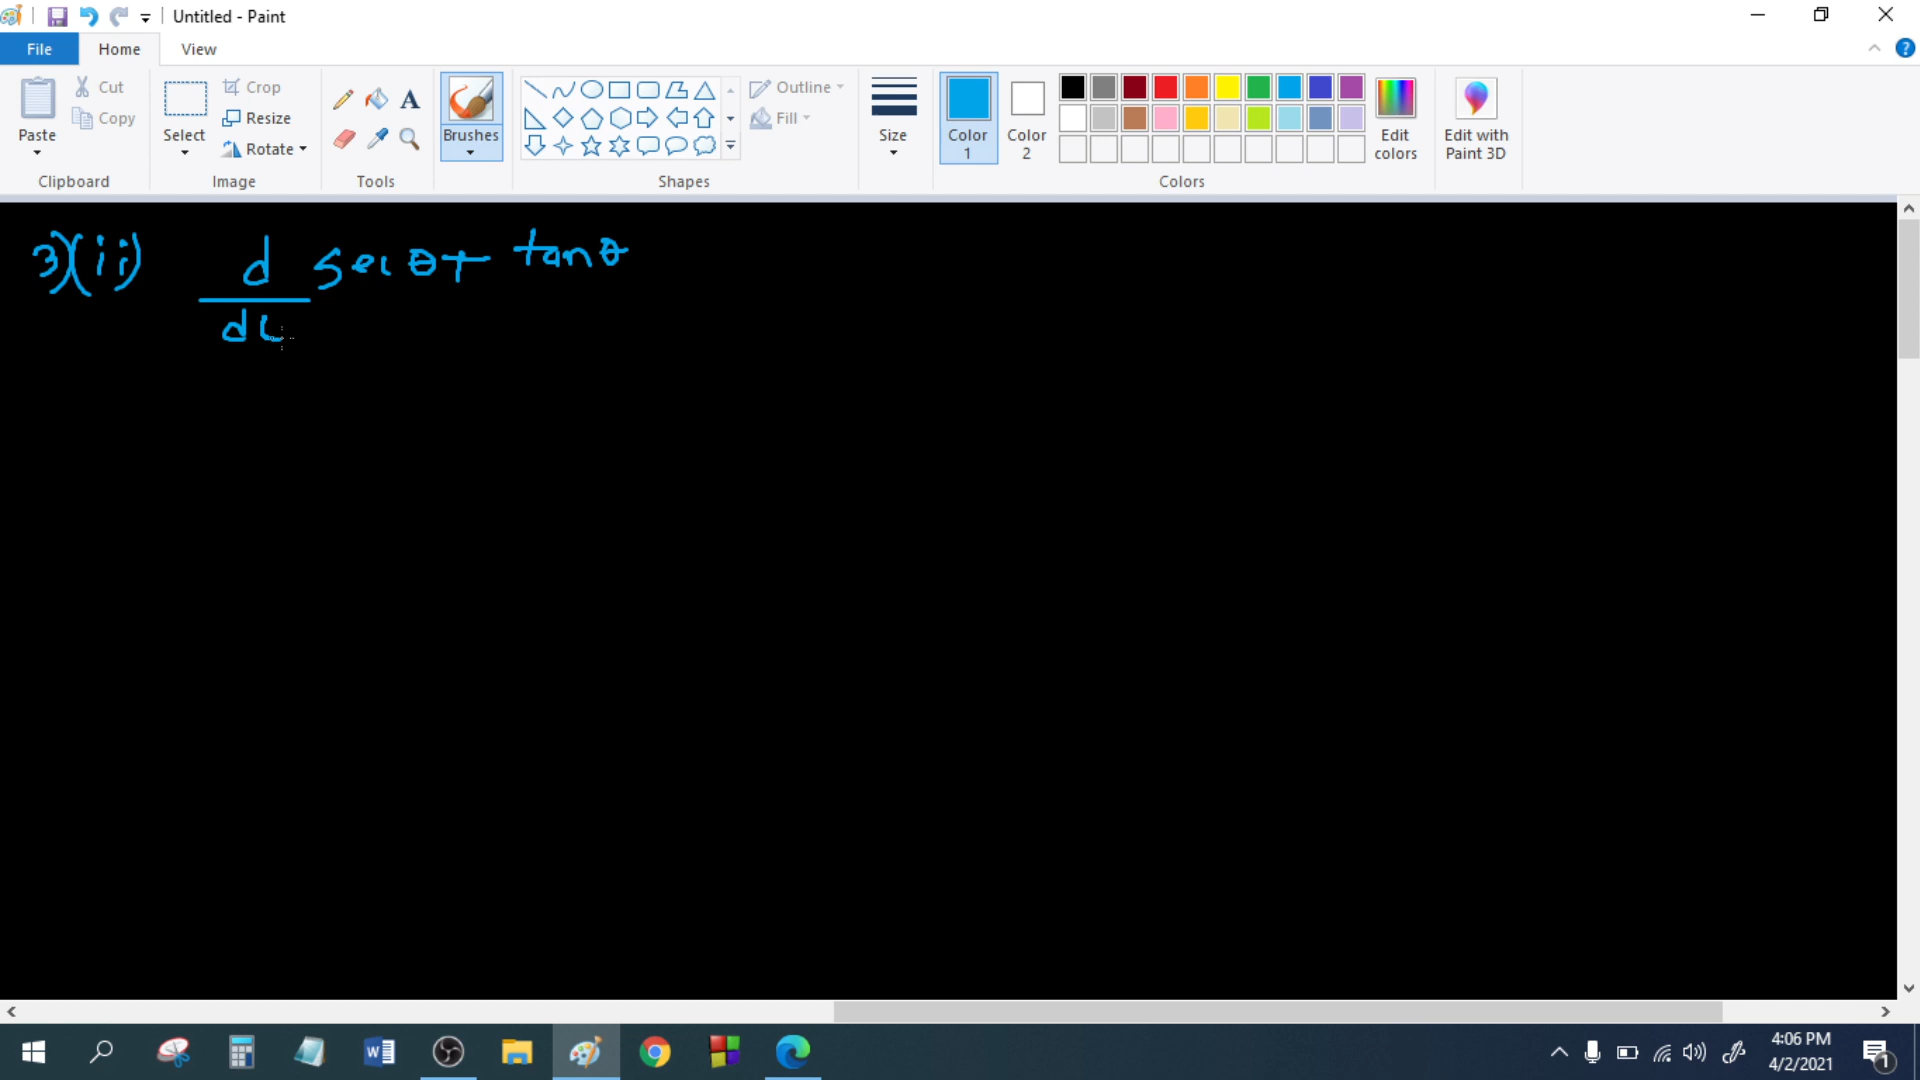 Untitled - Paint
File Home View
Paste
Cut
Copy
Clipboard
Select
Crop
Resize
Rotate
Image
Tools
Brushes
Shapes
Outline
Fill
Size
Color 1
Color 2
Colors
Edit colors
Edit with Paint 3D
3)(ii) d secθ+ tanθ
d
4:06 PM
4/2/2021
1